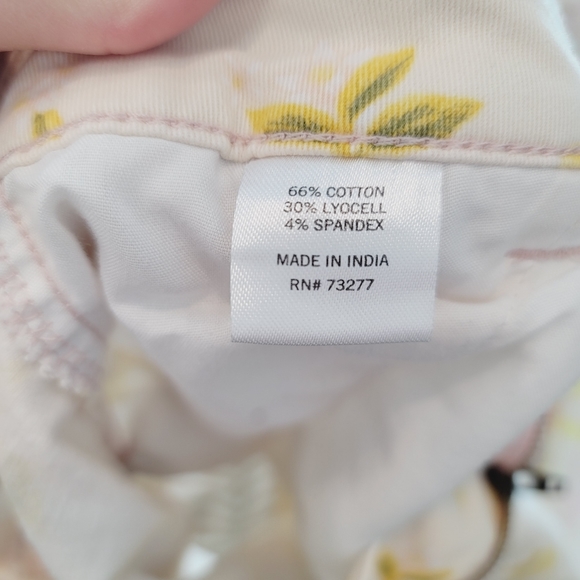 66% COTTON
30% LYOCELL
4% SPANDEX
MADE IN INDIA
RN# 73277